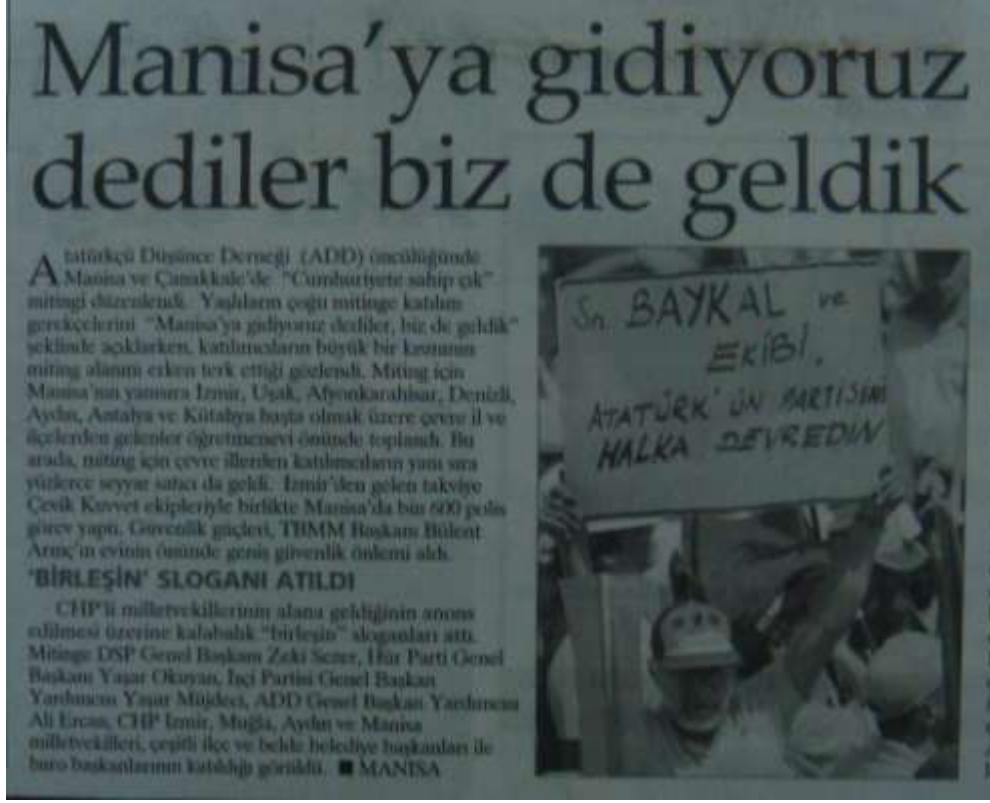 Manisa'ya gidiyoruz
dediler biz de geldik
Atatürkçü Düşünce Derneği (ADD) öncülüğünde
Manisa ve Çanakkale'de "Cumhuriyete sahip çık"
mitingi düzenlendi. Yaşlıların çoğu mitinge katılım
gerekçelerini "Manisa'ya gidiyoruz dediler, biz de geldik"
şeklinde açıklarken, katılımcıların büyük bir kısmının
miting alanını erken terk ettiği gözlendi. Miting için
Manisa'nın yanısıra İzmir, Uşak, Afyonkarahisar, Denizli,
Aydın, Antalya ve Kütahya başta olmak üzere çevre il ve
ilçelerden gelenler öğretmenevi önünde toplandı. Bu
arada, miting için çevre illerden katılımcıların yanı sıra
yüzlerce seyyar satıcı da geldi. İzmir'den gelen takviye
Çevik Kuvvet ekipleriyle birlikte Manisa'da bin 600 polis
görev yaptı. Güvenlik güçleri, TBMM Başkanı Bülent
Arınç'ın evinin önünde geniş güvenlik önlemi aldı.
'BİRLEŞİN' SLOGANI ATILDI
CHP'li milletvekillerinin alana geldiğinin anons
edilmesi üzerine kalabalık "birleşin" sloganları attı.
Mitinge DSP Genel Başkanı Zeki Sezer, Hür Parti Genel
Başkanı Yaşar Okuyan, İşçi Partisi Genel Başkan
Yardımcısı Yaşar Müjdeci, ADD Genel Başkan Yardımcısı
Ali Ercan, CHP İzmir, Muğla, Aydın ve Manisa
milletvekilleri, çeşitli ilçe ve belde belediye başkanları ile
büro başkanlarının katıldığı görüldü. ■ MANİSA
Sn. BAYKAL ve
EKİBİ.
ATATÜRK'ÜN PARTİSİNİ
HALKA DEVREDİN